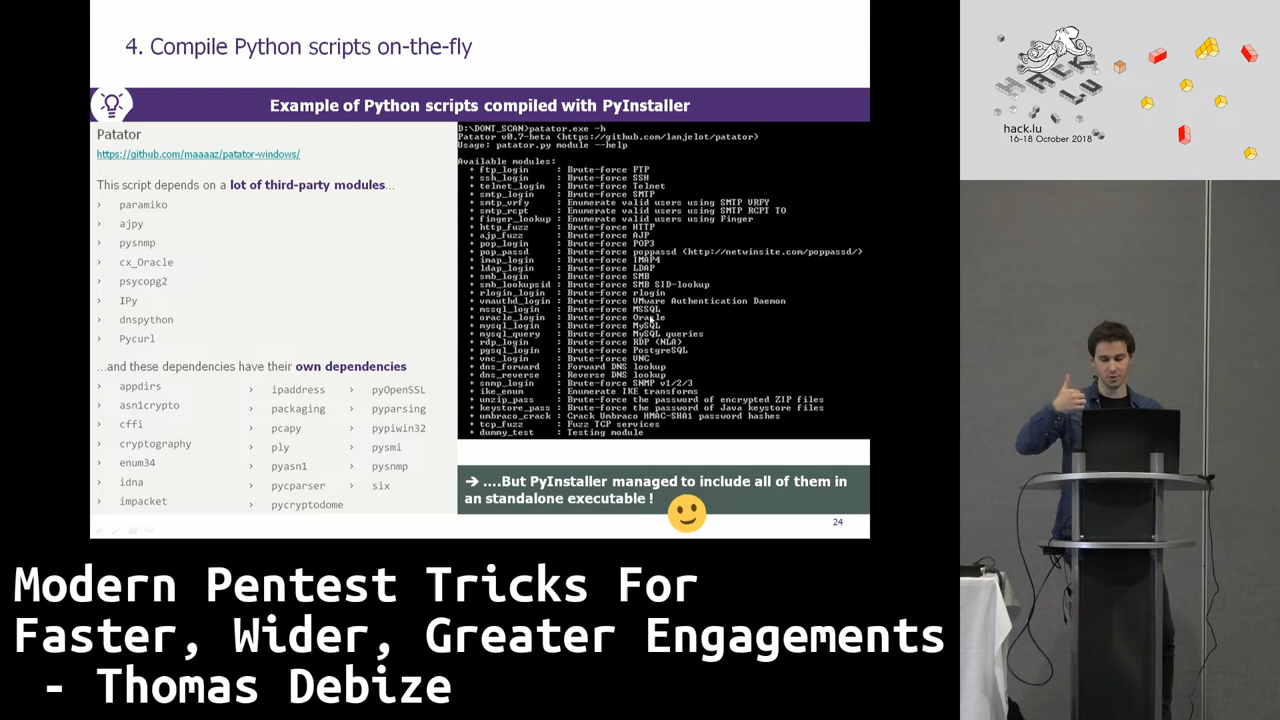 4. Compile Python scripts on-the-fly
Example of Python scripts compiled with PyInstaller
Patator
https://github.com/maaaaz/patator-windows/
This script depends on a lot of third-party modules...
› paramiko
› ajpy
› pysnmp
› cx_Oracle
› psycopg2
› IPy
› dnspython
› Pycurl
...and these dependencies have their own dependencies
› appdirs
› asn1crypto
› cffi
› cryptography
› enum34
› idna
› impacket
› ipaddress
› packaging
› pcapy
› ply
› pyasn1
› pycparser
› pycryptodome
› pyOpenSSL
› pyparsing
› pypiwin32
› pysmi
› pysnmp
› six
D:\DONT_SCAN>patator.exe -h
Patator v0.7-beta (https://github.com/lanjelot/patator)
Usage: patator.py module --help
Available modules:
+ ftp_login : Brute-force FTP
+ ssh_login : Brute-force SSH
+ telnet_login : Brute-force Telnet
+ smtp_login : Brute-force SMTP
+ smtp_vrfy : Enumerate valid users using SMTP VRFY
+ smtp_rcpt : Enumerate valid users using SMTP RCPT TO
+ finger_lookup : Enumerate valid users using Finger
+ http_fuzz : Brute-force HTTP
+ ajp_fuzz : Brute-force AJP
+ pop_login : Brute-force POP3
+ pop_passd : Brute-force poppassd (http://netwinsite.com/poppassd/)
+ imap_login : Brute-force IMAP4
+ ldap_login : Brute-force LDAP
+ smb_login : Brute-force SMB
+ smb_lookupsid : Brute-force SMB SID-lookup
+ rlogin_login : Brute-force rlogin
+ vmauthd_login : Brute-force VMware Authentication Daemon
+ mssql_login : Brute-force MSSQL
+ oracle_login : Brute-force Oracle
+ mysql_login : Brute-force MySQL
+ mysql_query : Brute-force MySQL queries
+ rdp_login : Brute-force RDP (NLA)
+ pgsql_login : Brute-force PostgreSQL
+ vnc_login : Brute-force VNC
+ dns_forward : Forward DNS lookup
+ dns_reverse : Reverse DNS lookup
+ snmp_login : Brute-force SNMP v1/2/3
+ ike_enum : Enumerate IKE transforms
+ unzip_pass : Brute-force the password of encrypted ZIP files
+ keystore_pass : Brute-force the password of Java keystore files
+ umbraco_crack : Crack Umbraco HMAC-SHA1 password hashes
+ tcp_fuzz : Fuzz TCP services
+ dummy_test : Testing module
➔ ....But PyInstaller managed to include all of them in
an standalone executable !
24
HACK
LU
hack.lu
16-18 October 2018
Modern Pentest Tricks For
Faster, Wider, Greater Engagements
- Thomas Debize